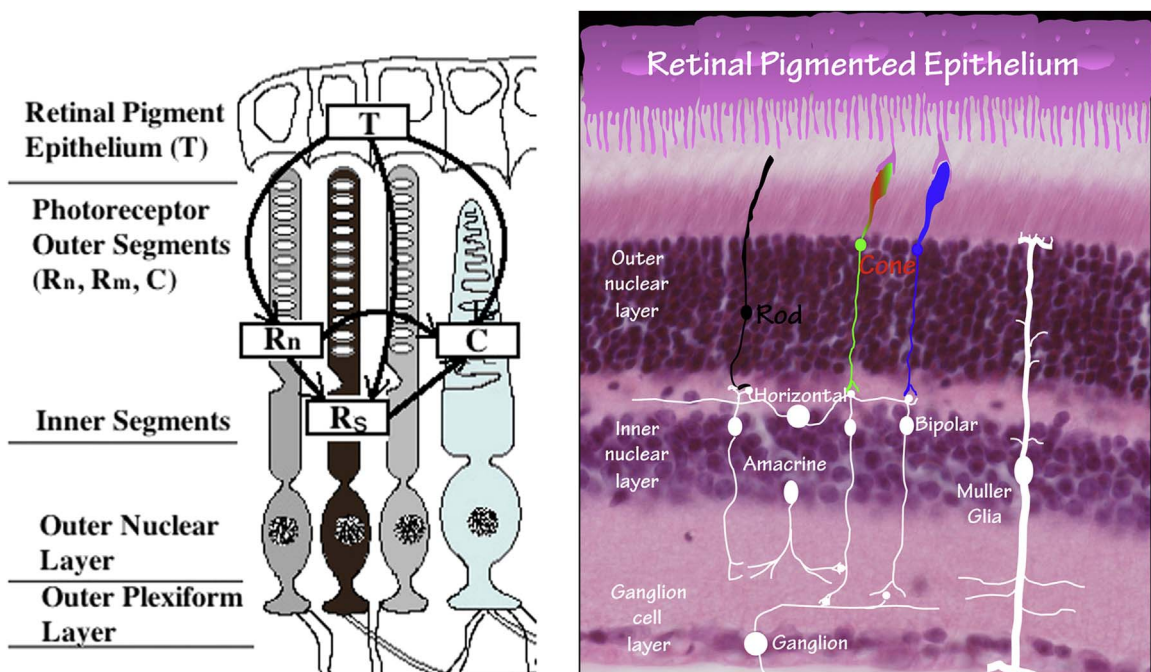 Retinal Pigment
Epithelium (T)
Photoreceptor
Outer Segments
(Rn, Rm, C)
Inner Segments
Outer Nuclear
Layer
Outer Plexiform
Layer
T
Rn
C
Rs
Retinal Pigmented Epithelium
Outer
nuclear
layer
Cone
Rod
Horizontal
Inner
nuclear
layer
Bipolar
Amacrine
Muller
Glia
Ganglion
cell
layer
Ganglion